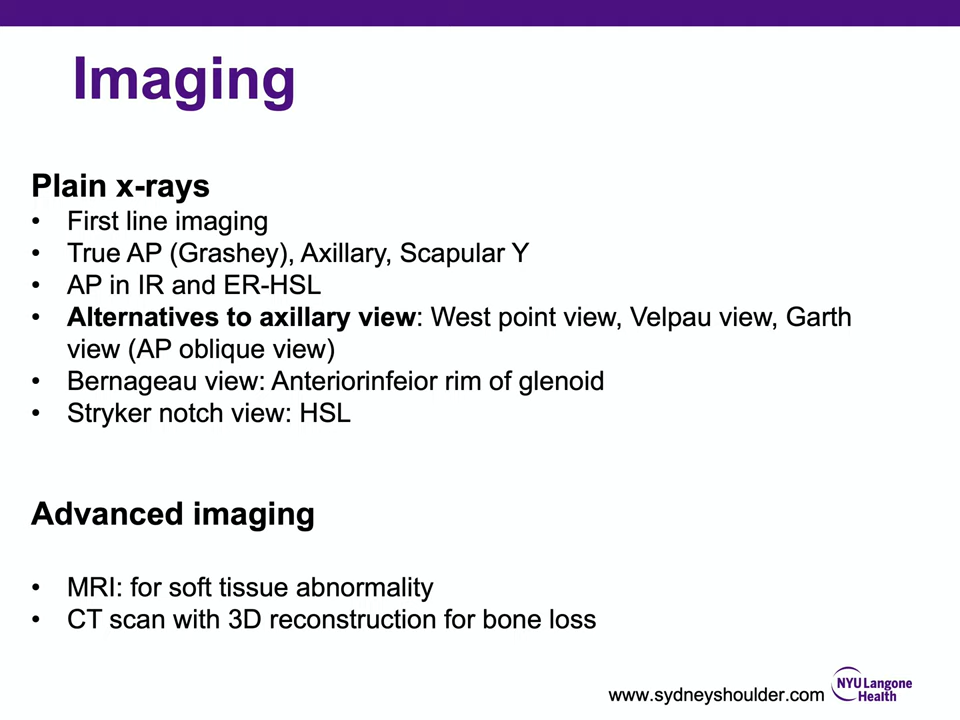 Imaging
Plain x-rays
• First line imaging
• True AP (Grashey), Axillary, Scapular Y
• AP in IR and ER-HSL
• Alternatives to axillary view: West point view, Velpau view, Garth
view (AP oblique view)
• Bernageau view: Anteriorinfeior rim of glenoid
• Stryker notch view: HSL
Advanced imaging
• MRI: for soft tissue abnormality
• CT scan with 3D reconstruction for bone loss
www.sydneyshoulder.com
NYU Langone
Health